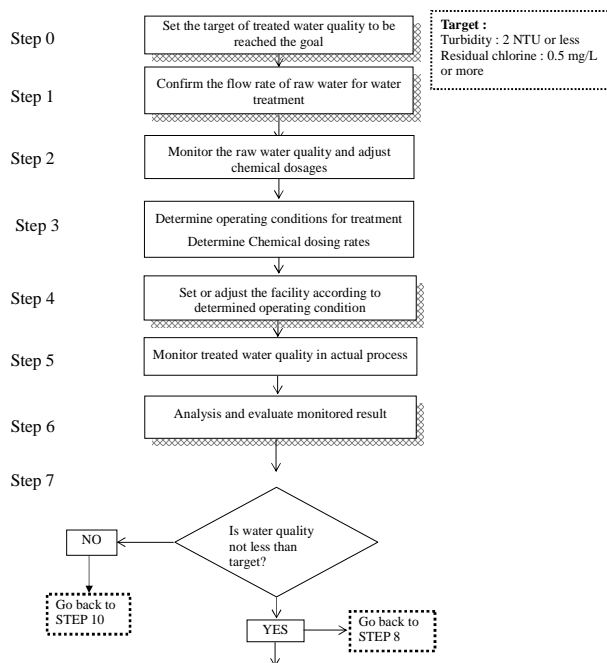 Step 0
Set the target of treated water quality to be
reached the goal
Target :
Turbidity : 2 NTU or less
Residual chlorine : 0.5 mg/L
or more
Step 1
Confirm the flow rate of raw water for water
treatment
Step 2
Monitor the raw water quality and adjust
chemical dosages
Step 3
Determine operating conditions for treatment
Determine Chemical dosing rates
Step 4
Set or adjust the facility according to
determined operating condition
Step 5
Monitor treated water quality in actual process
Step 6
Analysis and evaluate monitored result
Step 7
Is water quality
not less than
target?
NO
Go back to
STEP 10
YES
Go back to
STEP 8